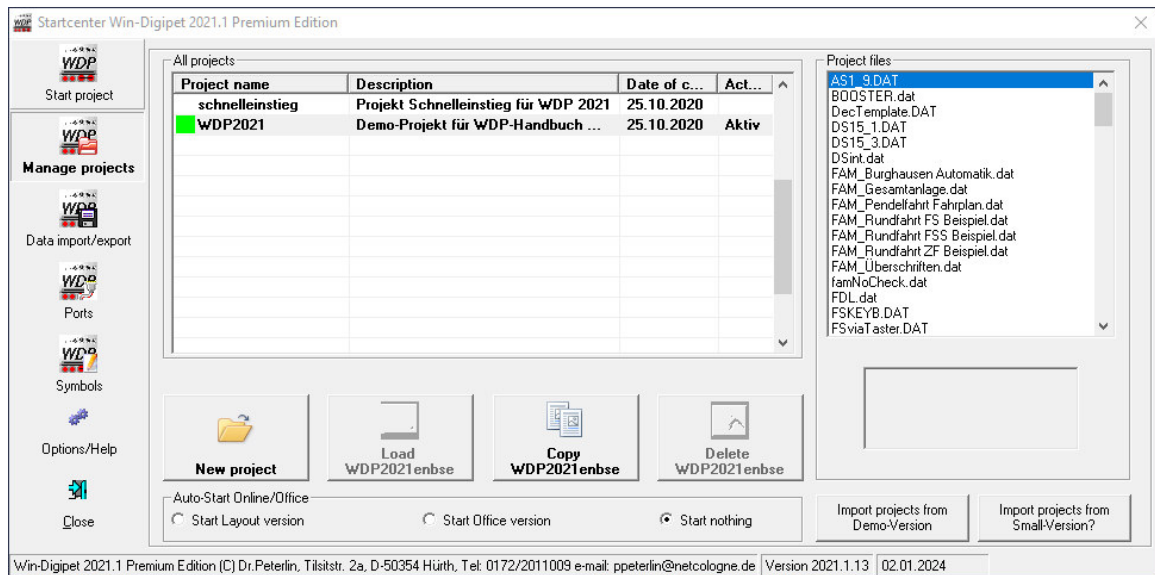 Startcenter Win-Digipet 2021.1 Premium Edition
WDP
Start project
WDP
Manage projects
WDP
Data import/export
WDP
Ports
WDP
Symbols
Options/Help
Close
All projects
Project name Description Date of c... Act...
schnelleinstieg Projekt Schnelleinstieg für WDP 2021 25.10.2020
WDP2021 Demo-Projekt für WDP-Handbuch ... 25.10.2020 Aktiv
New project
Load
WDP2021enbse
Copy
WDP2021enbse
Delete
WDP2021enbse
Auto-Start Online/Office
Start Layout version Start Office version Start nothing
Project files
AS1_9.DAT
BOOSTER.dat
DecTemplate.DAT
DS15_1.DAT
DS15_3.DAT
DSint.dat
FAM_Burghausen Automatik.dat
FAM_Gesamtanlage.dat
FAM_Pendelfahrt Fahrplan.dat
FAM_Rundfahrt FS Beispiel.dat
FAM_Rundfahrt FSS Beispiel.dat
FAM_Rundfahrt ZF Beispiel.dat
FAM_Überschriften.dat
famNoCheck.dat
FDL.dat
FSKEYB.DAT
FSviaTaster.DAT
Import projects from
Demo-Version
Import projects from
Small-Version?
Win-Digipet 2021.1 Premium Edition (C) Dr.Peterlin, Tilsitstr. 2a, D-50354 Hürth, Tel: 0172/2011009 e-mail: ppeterlin@netcologne.de Version 2021.1.13 02.01.2024